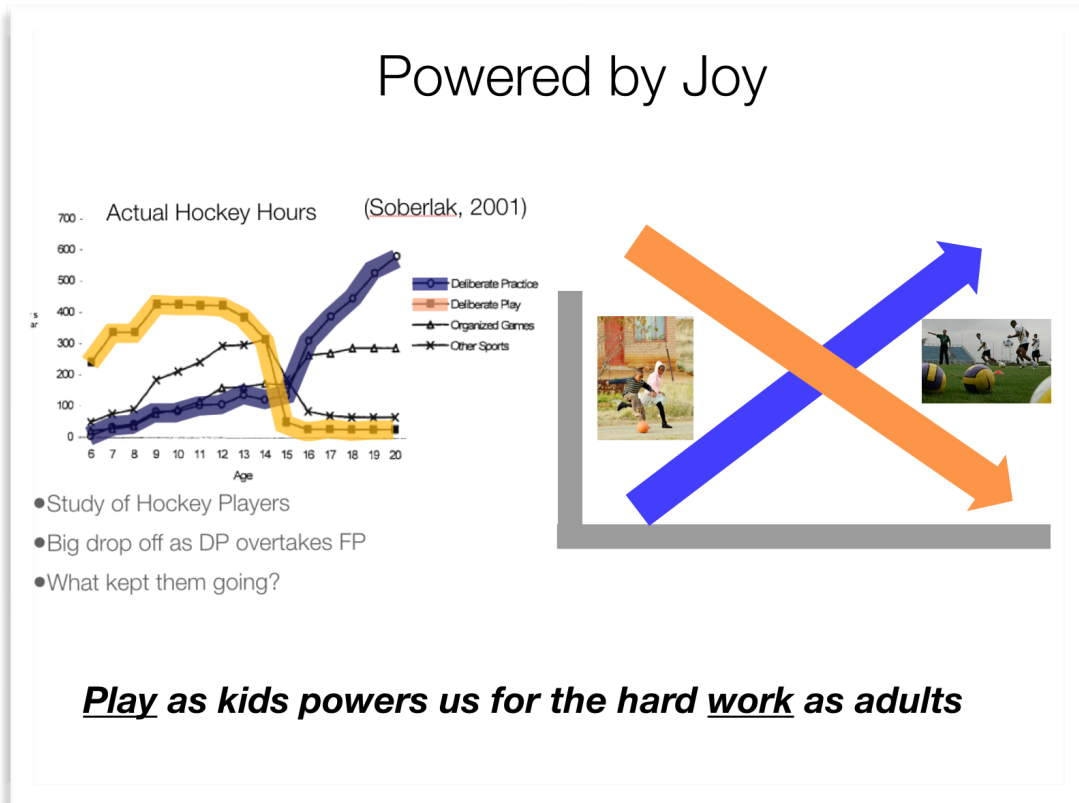 Powered by Joy
Actual Hockey Hours
(Soberlak, 2001)
700
600
500
400
300
200
100
0
s
ar
6 7 8 9 10 11 12 13 14 15 16 17 18 19 20
Age
Deliberate Practice
Deliberate Play
Organized Games
Other Sports
•Study of Hockey Players
•Big drop off as DP overtakes FP
•What kept them going?
Play as kids powers us for the hard work as adults